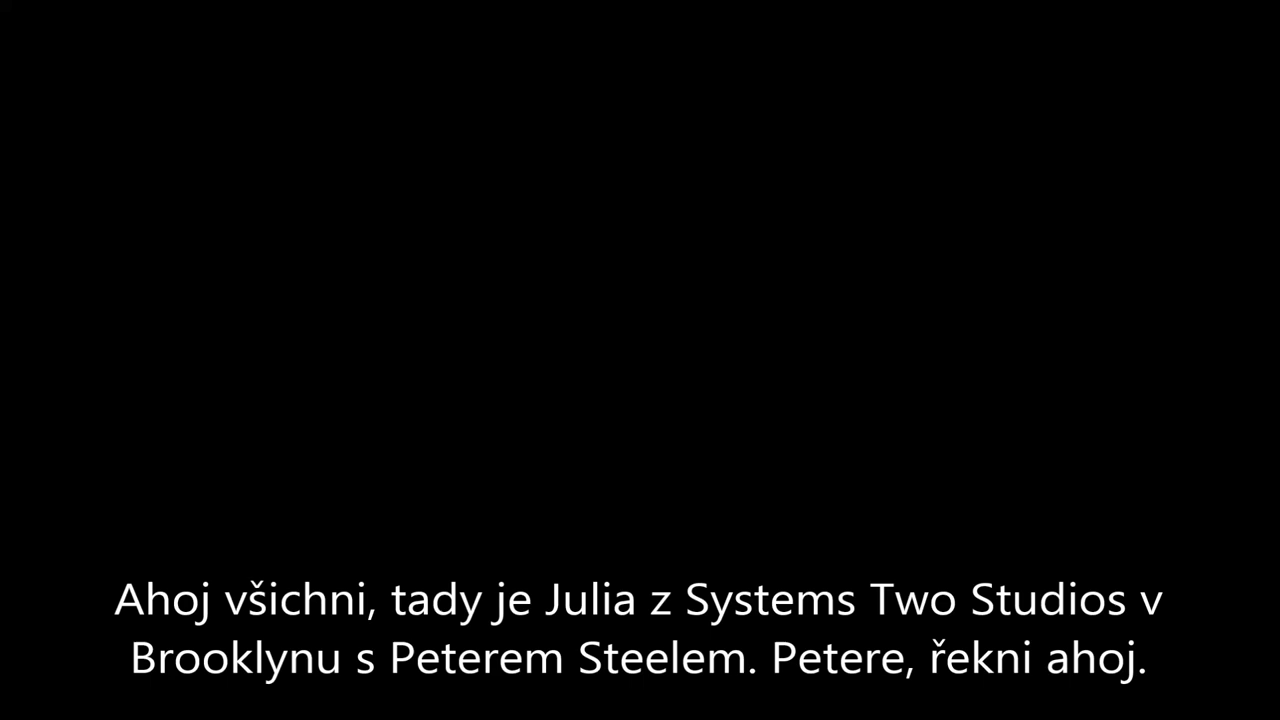 Ahoj všichni, tady je Julia z Systems Two Studios v
Brooklynu s Peterem Steelem. Petere, řekni ahoj.